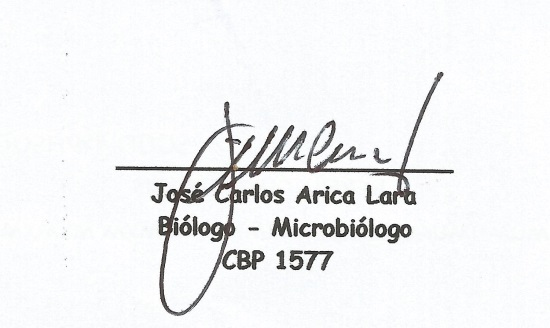 José Carlos Arica Lara
Biólogo - Microbiólogo
CBP 1577